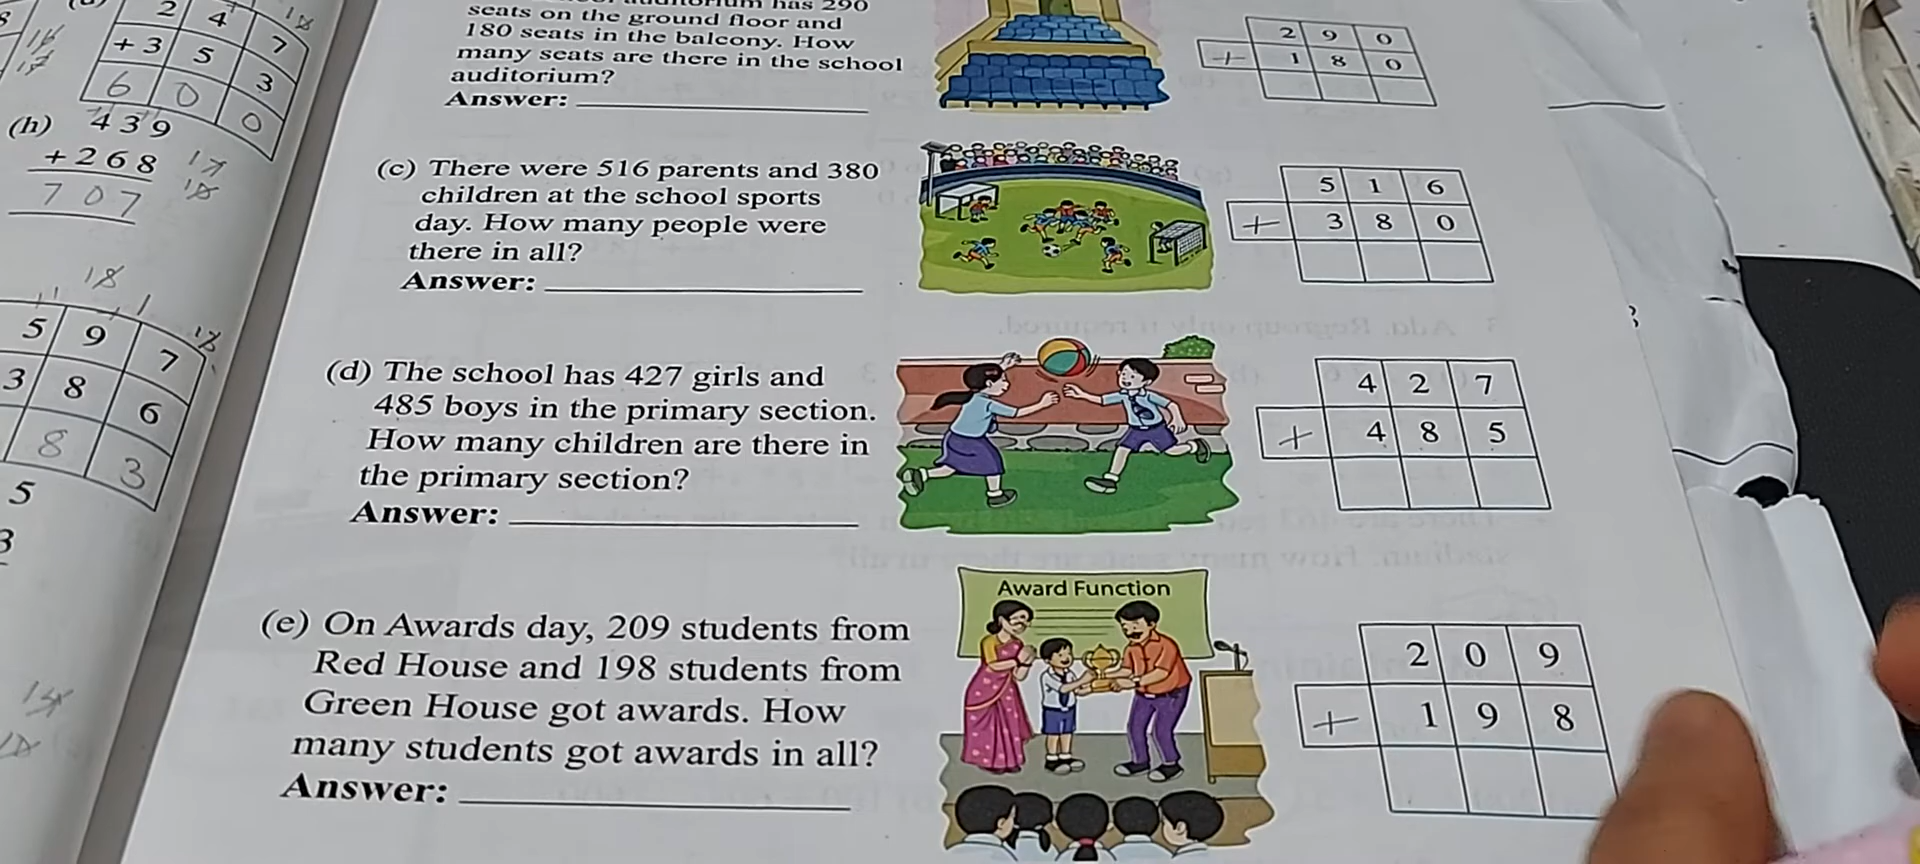 2 4 7
+ 3 5 3
6 0 0
(h) 439
+ 268
707
18
5 9 7
3 8 6
8 3
5
3
seats on the ground floor and
180 seats in the balcony. How
many seats are there in the school
auditorium?
Answer:
2 9 0
+ 1 8 0
(c) There were 516 parents and 380
children at the school sports
day. How many people were
there in all?
Answer:
5 1 6
+ 3 8 0
(d) The school has 427 girls and
485 boys in the primary section.
How many children are there in
the primary section?
Answer:
4 2 7
+ 4 8 5
(e) On Awards day, 209 students from
Red House and 198 students from
Green House got awards. How
many students got awards in all?
Answer:
Award Function
2 0 9
+ 1 9 8